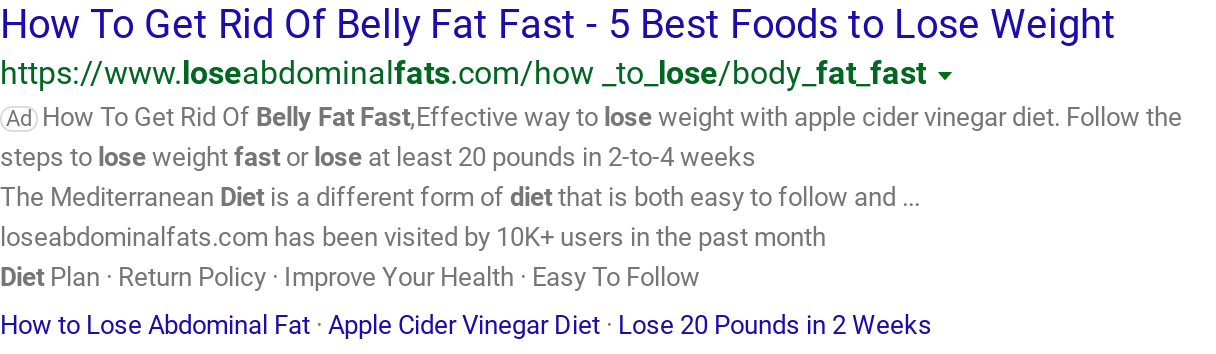 How To Get Rid Of Belly Fat Fast - 5 Best Foods to Lose Weight
https://www.loseabdominalfats.com/how _to_lose/body_fat_fast
Ad How To Get Rid Of Belly Fat Fast,Effective way to lose weight with apple cider vinegar diet. Follow the
steps to lose weight fast or lose at least 20 pounds in 2-to-4 weeks
The Mediterranean Diet is a different form of diet that is both easy to follow and ...
loseabdominalfats.com has been visited by 10K+ users in the past month
Diet Plan · Return Policy · Improve Your Health · Easy To Follow
How to Lose Abdominal Fat · Apple Cider Vinegar Diet · Lose 20 Pounds in 2 Weeks